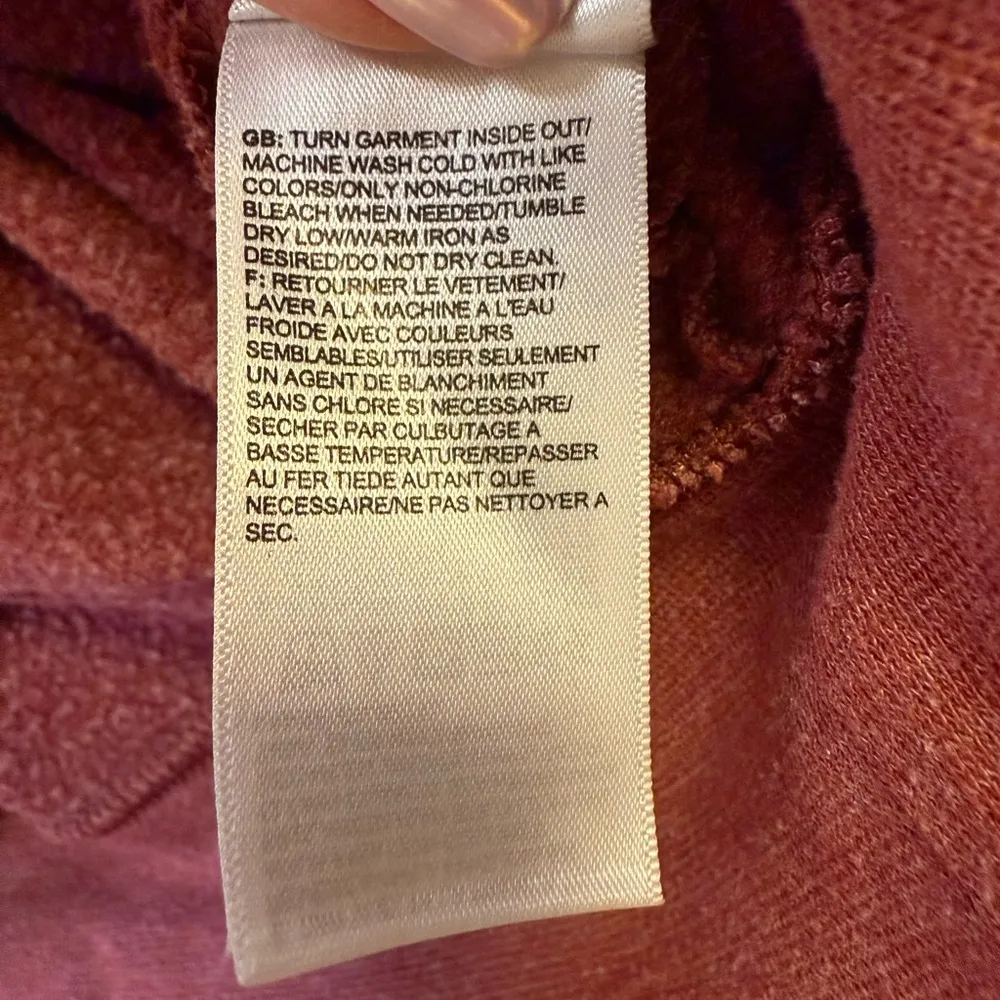 GB: TURN GARMENT INSIDE OUT/
MACHINE WASH COLD WITH LIKE
COLORS/ONLY NON-CHLORINE
BLEACH WHEN NEEDED/TUMBLE
DRY LOW/WARM IRON AS
DESIRED/DO NOT DRY CLEAN.
F: RETOURNER LE VETEMENT/
LAVER A LA MACHINE A L'EAU
FROIDE AVEC COULEURS
SEMBLABLES/UTILISER SEULEMENT
UN AGENT DE BLANCHIMENT
SANS CHLORE SI NECESSAIRE/
SECHER PAR CULBUTAGE A
BASSE TEMPERATURE/REPASSER
AU FER TIEDE AUTANT QUE
NECESSAIRE/NE PAS NETTOYER A
SEC.